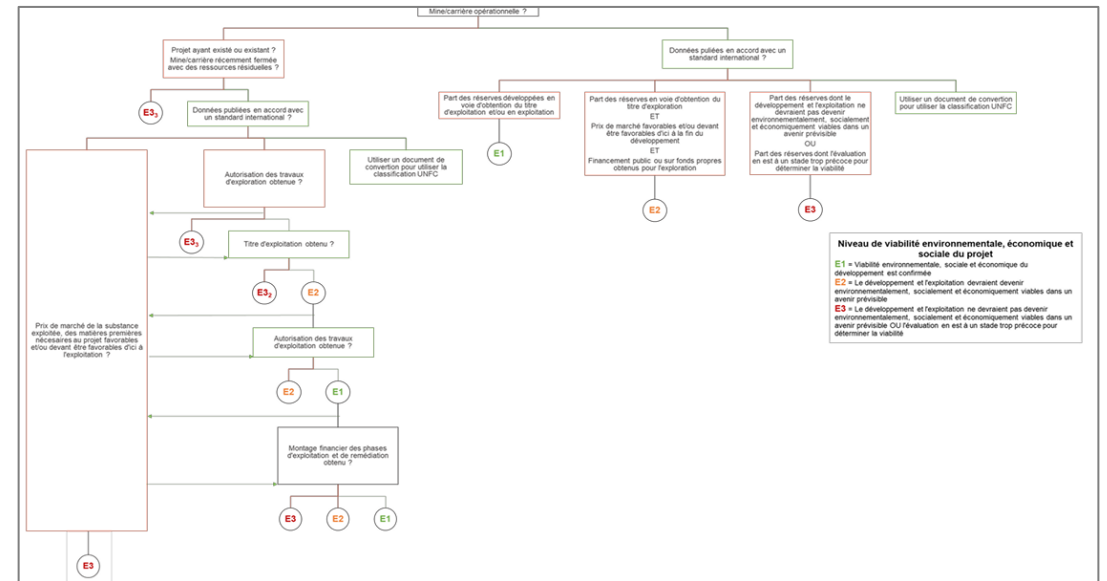 Mine/carrière opérationnelle ?
Projet ayant existé ou existant ?
Mine/carrière récemment fermée
avec des ressources résiduelles ?
Données puliées en accord avec un
standard international ?
E3₃
Données publiées en accord avec
un standard international ?
Part des réserves développées en
voie d'obtention du titre
d'exploitation et/ou en exploitation
Part des réserves en voie d'obtention du
titre d'exploration
ET
Prix de marché favorables et/ou devant
être favorables d'ici à la fin du
développement
ET
Financement public ou sur fonds propres
obtenus pour l'exploration
Part des réserves dont le
développement et l'exploitation ne
devraient pas devenir
environnementalement, socialement
et économiquement viables dans un
avenir prévisible
OU
Part des réserves dont l'évaluation
en est à un stade trop précoce pour
déterminer la viabilité
Utiliser un document de convertion
pour utiliser la classification UNFC
E1
E2
E3
Autorisation des travaux
d'exploration obtenue ?
Utiliser un document de
convertion pour utiliser la
classification UNFC
E3₃
Titre d'exploitation obtenu ?
E3₂
E2
Prix de marché de la substance
exploitée, des matières premières
nécesaires au projet favorables
et/ou devant être favorables d'ici à
l'exploitation ?
Autorisation des travaux
d'exploitation obtenue ?
E2
E1
Montage financier des phases
d'exploitation et de remédiation
obtenu ?
E3
E2
E1
E3
Niveau de viabilité environnementale, économique et
sociale du projet
E1 = Viabilité environnementale, sociale et économique du
développement est confirmée
E2 = Le développement et l'exploitation devraient devenir
environnementalement, socialement et économiquement viables dans un
avenir prévisible
E3 = Le développement et l'exploitation ne devraient pas devenir
environnementalement, socialement et économiquement viables dans un
avenir prévisible OU l'évaluation en est à un stade trop précoce pour
déterminer la viabilité